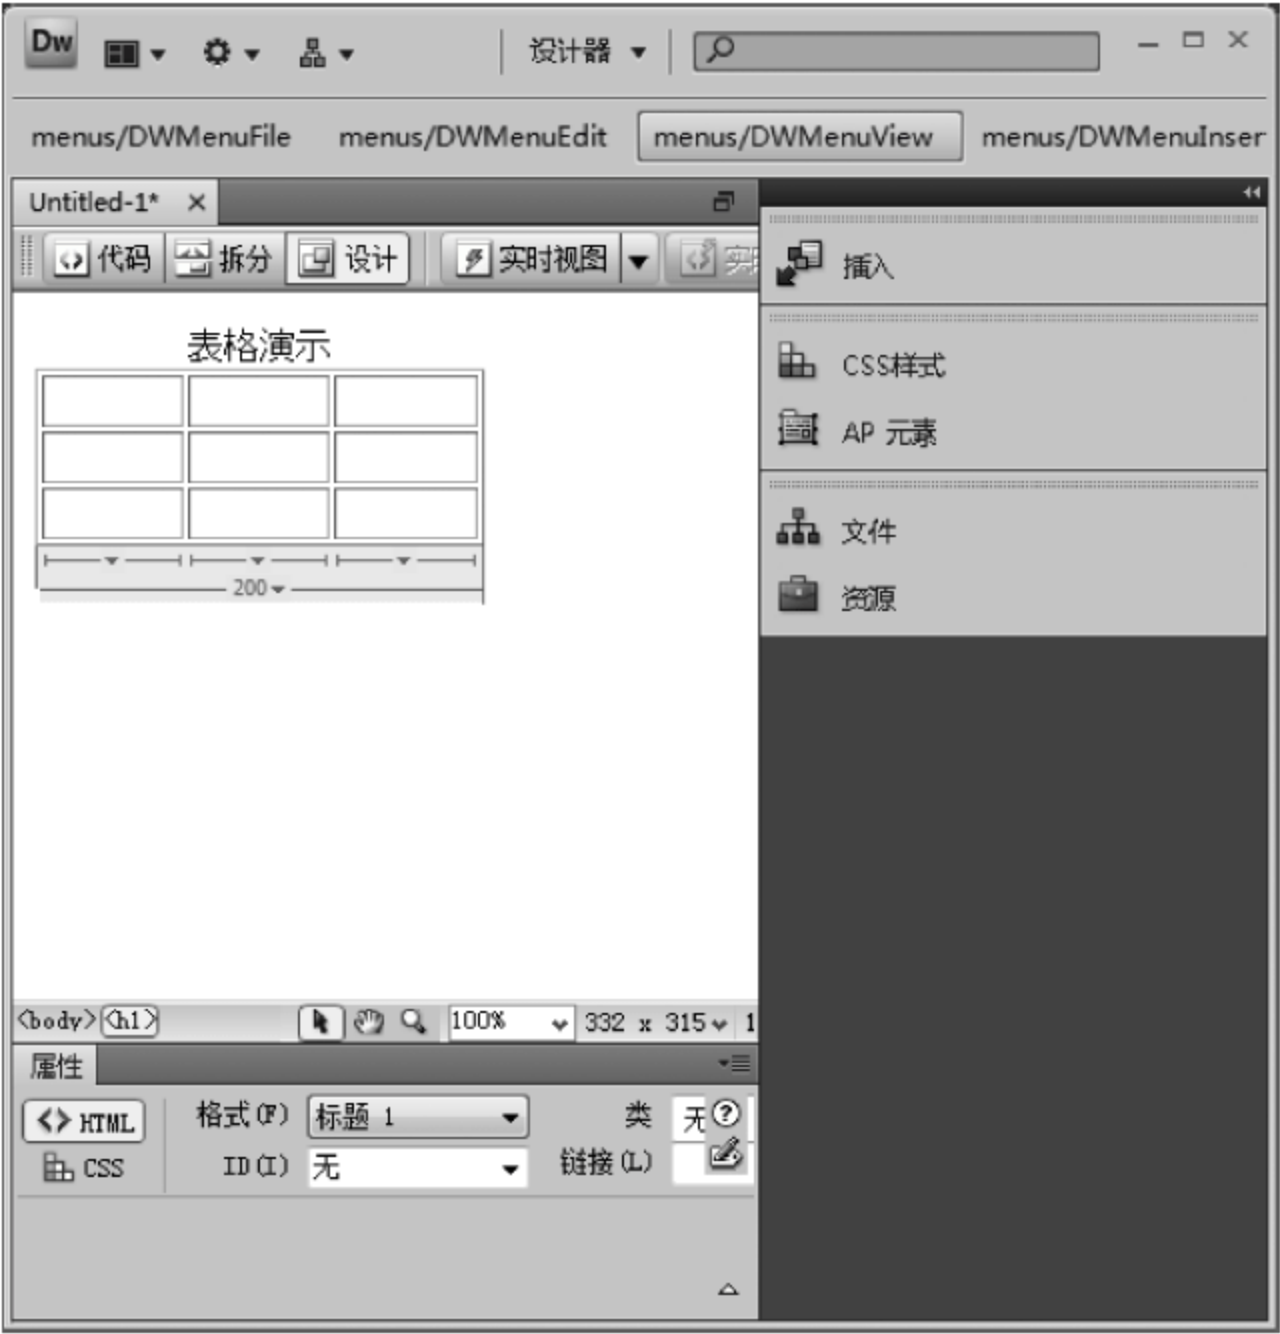 Dw
设计器
menus/DWMenuFile menus/DWMenuEdit menus/DWMenuView menus/DWMenuInser
Untitled-1*
代码 拆分 设计 实时视图
表格演示
200
插入
CSS样式
AP 元素
文件
资源
<body><h1> 100% 332 x 315 1
属性
HTML 格式(F) 标题 1 类 无
CSS ID(I) 无 链接(L)